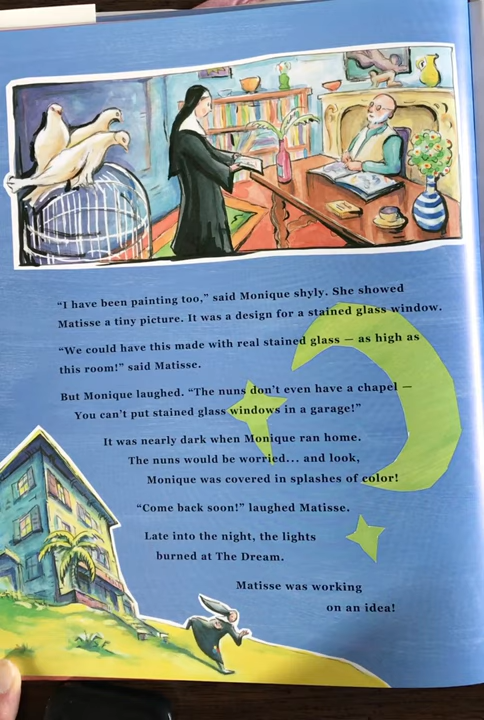 “I have been painting too,” said Monique shyly. She showed
Matisse a tiny picture. It was a design for a stained glass window.
“We could have this made with real stained glass — as high as
this room!” said Matisse.
But Monique laughed. “The nuns don’t even have a chapel —
You can’t put stained glass windows in a garage!”
It was nearly dark when Monique ran home.
The nuns would be worried... and look,
Monique was covered in splashes of color!
“Come back soon!” laughed Matisse.
Late into the night, the lights
burned at The Dream.
Matisse was working
on an idea!